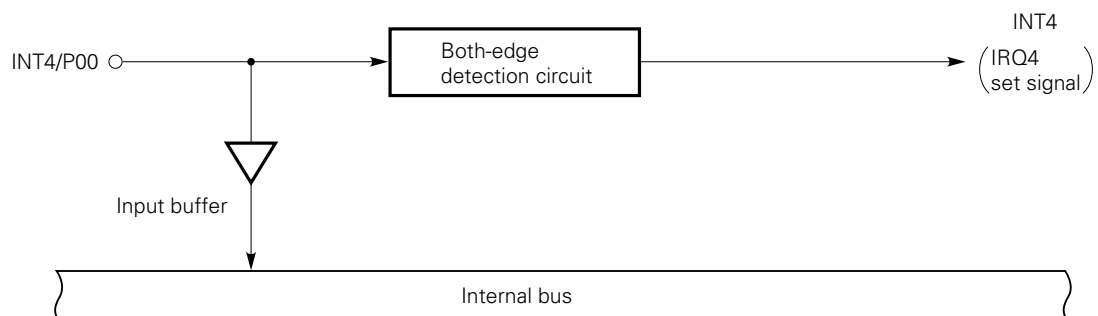 INT4
INT4/P00
Both-edge
detection circuit
(IRQ4
set signal)
Input buffer
Internal bus